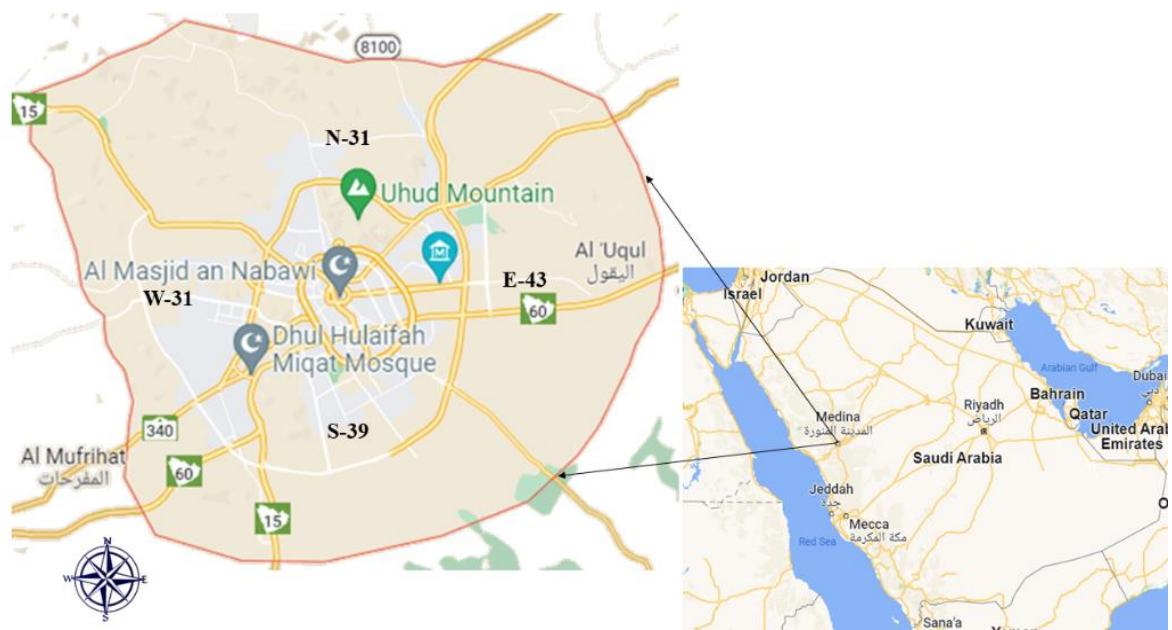 8100
15
N-31
Uhud Mountain
Al 'Uqul
اليقول
Al Masjid an Nabawi
E-43
W-31
60
Dhul Hulaifah
Miqat Mosque
S-39
340
Al Mufrihat
المفرحات
60
15
N
W
E
S
M
Jordan
Israel
Kuwait
Arabian Gulf
Dubai
دبي
Bahrain
Qatar
United Arab
Emirates
Riyadh
الرياض
Medina
المدينة المنورة
Saudi Arabia
Jeddah
جدة
Mecca
مكة المكرمة
Red Sea
O
Sana'a